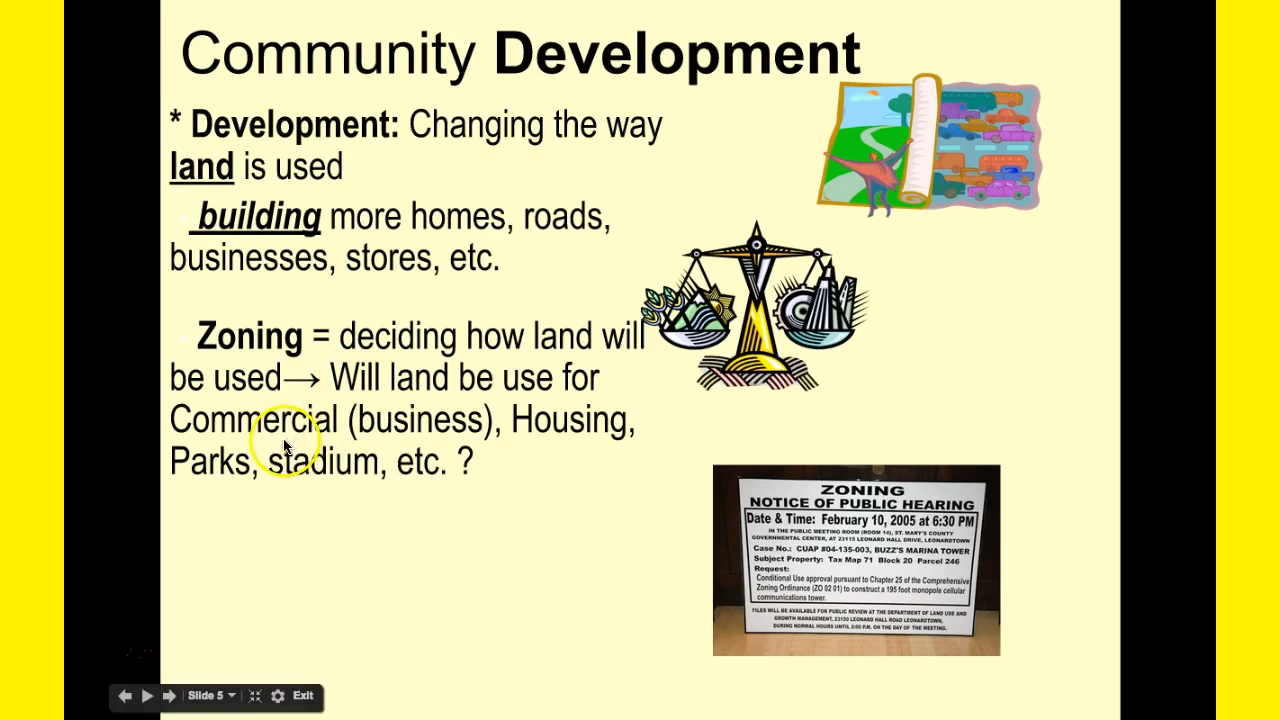 Community Development
* Development: Changing the way
land is used
- building more homes, roads,
businesses, stores, etc.
- Zoning = deciding how land will
be used→ Will land be use for
Commercial (business), Housing,
Parks, stadium, etc. ?
ZONING
NOTICE OF PUBLIC HEARING
Date & Time: February 10, 2005 at 6:30 PM
IN THE PUBLIC MEETING ROOM (ROOM 14), ST. MARY'S COUNTY
GOVERNMENTAL CENTER, AT 23115 LEONARD HALL DRIVE, LEONARDTOWN
Case No.: CUAP #04-135-003, BUZZ'S MARINA TOWER
Subject Property: Tax Map 71 Block 20 Parcel 246
Request:
Conditional Use approval pursuant to Chapter 25 of the Comprehensive
Zoning Ordinance (ZO 02 01) to construct a 195 foot monopole cellular
communications tower.
FILES WILL BE AVAILABLE FOR PUBLIC REVIEW AT THE DEPARTMENT OF LAND USE AND
GROWTH MANAGEMENT, 23150 LEONARD HALL ROAD LEONARDTOWN,
DURING NORMAL HOURS UNTIL 2:00 P.M. ON THE DAY OF THE MEETING.
Slide 5
Exit